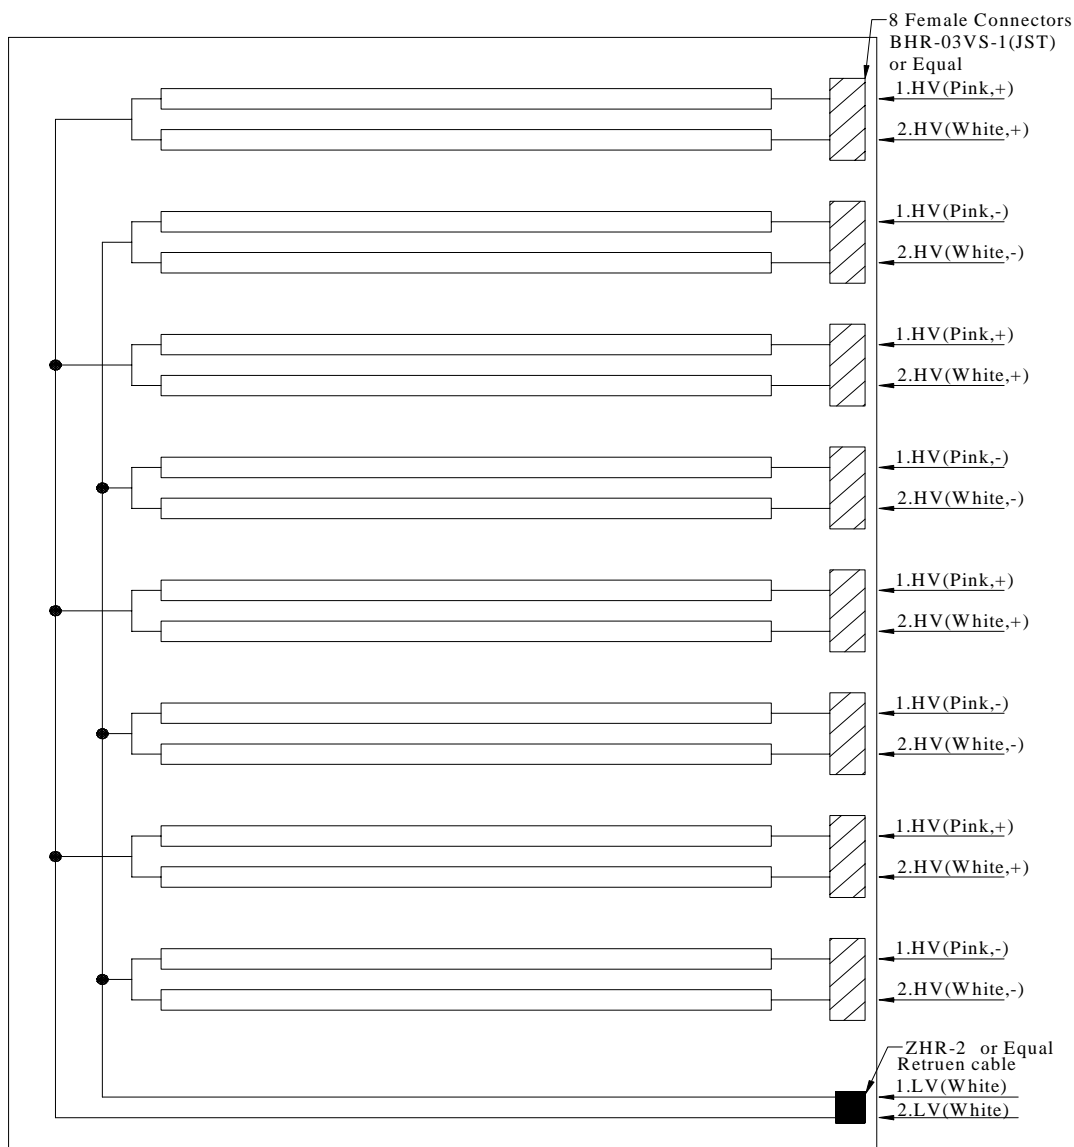 8 Female Connectors
BHR-03VS-1(JST)
or Equal
1.HV(Pink,+)
2.HV(White,+)
1.HV(Pink,-)
2.HV(White,-)
1.HV(Pink,+)
2.HV(White,+)
1.HV(Pink,-)
2.HV(White,-)
1.HV(Pink,+)
2.HV(White,+)
1.HV(Pink,-)
2.HV(White,-)
1.HV(Pink,+)
2.HV(White,+)
1.HV(Pink,-)
2.HV(White,-)
ZHR-2 or Equal
Retruen cable
1.LV(White)
2.LV(White)